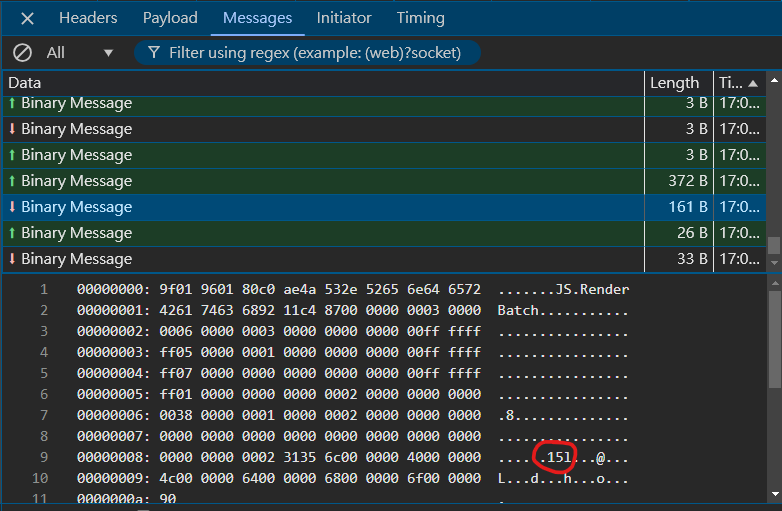 Headers Payload Messages Initiator Timing
All Filter using regex (example: (web)?socket)
Data Length Ti...
Binary Message 3 B 17:0...
Binary Message 3 B 17:0...
Binary Message 3 B 17:0...
Binary Message 372 B 17:0...
Binary Message 161 B 17:0...
Binary Message 26 B 17:0...
Binary Message 33 B 17:0...
1 00000000: 9f01 9601 80c0 ae4a 532e 5265 6e64 6572 .......JS.Render
2 00000001: 4261 7463 6892 11c4 8700 0000 0003 0000 Batch...........
3 00000002: 0006 0000 0003 0000 0000 0000 00ff ffff ................
4 00000003: ff05 0000 0001 0000 0000 0000 00ff ffff ................
5 00000004: ff07 0000 0000 0000 0000 0000 00ff ffff ................
6 00000005: ff01 0000 0000 0000 0002 0000 0000 0000 ................
7 00000006: 0038 0000 0001 0000 0002 0000 0000 0000 .8..............
8 00000007: 0000 0000 0000 0000 0000 0000 0000 0000 ................
9 00000008: 0000 0000 0002 3135 6c00 0000 4000 0000 ......15l...@...
10 00000009: 4c00 0000 6400 0000 6800 0000 6f00 0000 L...d...h...o...
11 0000000a: 90 .